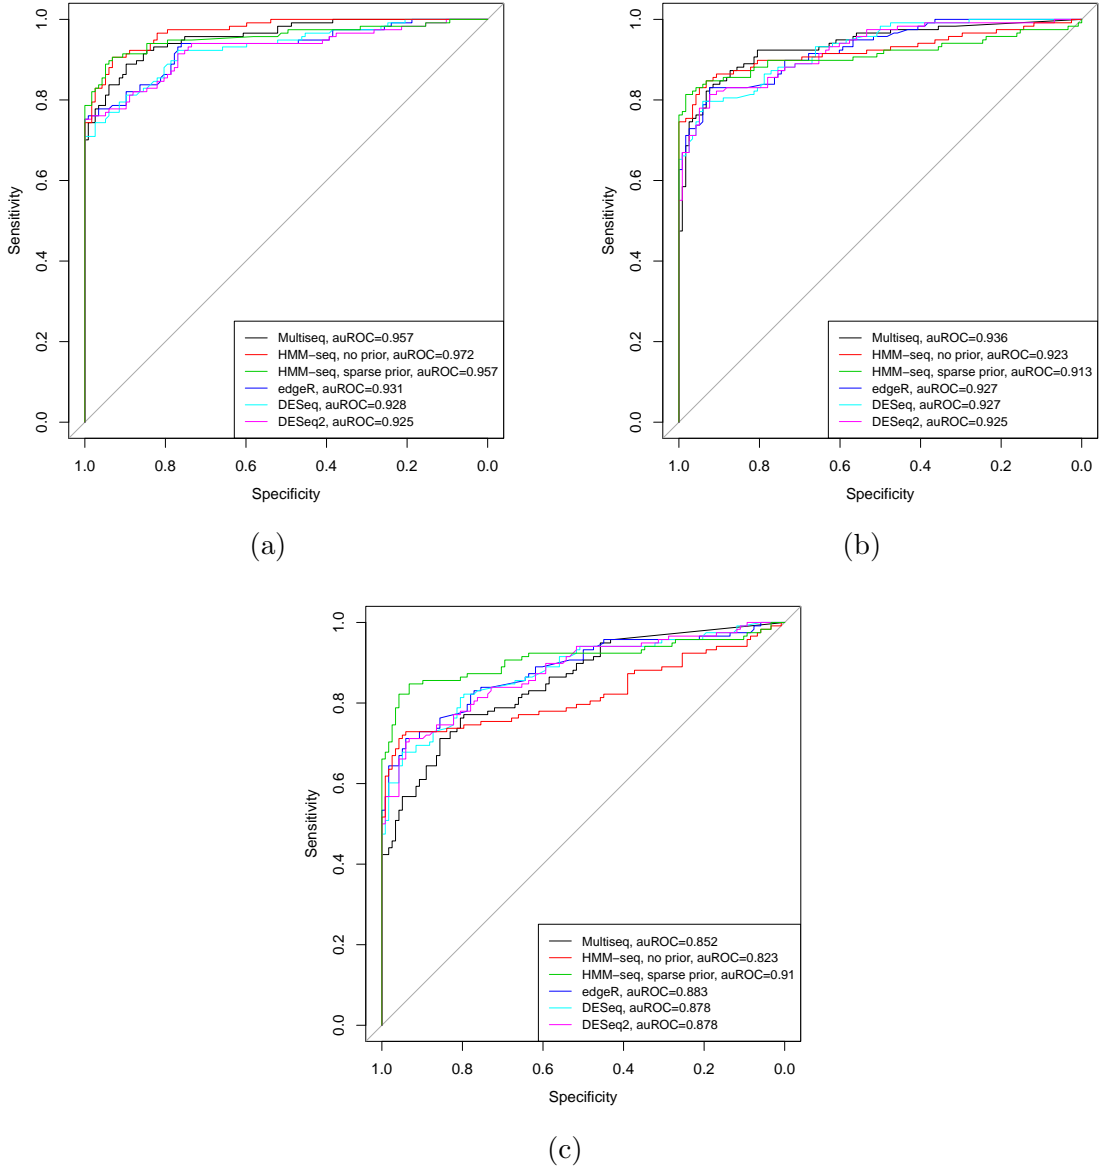 1.0
0.8
0.6
0.4
0.2
0.0
Sensitivity
Multiseq, auROC=0.957
HMM−seq, no prior, auROC=0.972
HMM−seq, sparse prior, auROC=0.957
edgeR, auROC=0.931
DESeq, auROC=0.928
DESeq2, auROC=0.925
1.0 0.8 0.6 0.4 0.2 0.0
Specificity
(a)
1.0
0.8
0.6
0.4
0.2
0.0
Sensitivity
Multiseq, auROC=0.936
HMM−seq, no prior, auROC=0.923
HMM−seq, sparse prior, auROC=0.913
edgeR, auROC=0.927
DESeq, auROC=0.927
DESeq2, auROC=0.925
1.0 0.8 0.6 0.4 0.2 0.0
Specificity
(b)
1.0
0.8
0.6
0.4
0.2
0.0
Sensitivity
Multiseq, auROC=0.852
HMM−seq, no prior, auROC=0.823
HMM−seq, sparse prior, auROC=0.91
edgeR, auROC=0.883
DESeq, auROC=0.878
DESeq2, auROC=0.878
1.0 0.8 0.6 0.4 0.2 0.0
Specificity
(c)